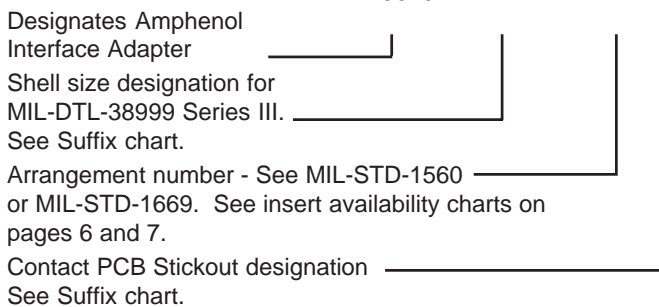 Designates Amphenol
Interface Adapter
Shell size designation for
MIL-DTL-38999 Series III.
See Suffix chart.
Arrangement number - See MIL-STD-1560
or MIL-STD-1669. See insert availability charts on
pages 6 and 7.
Contact PCB Stickout designation
See Suffix chart.